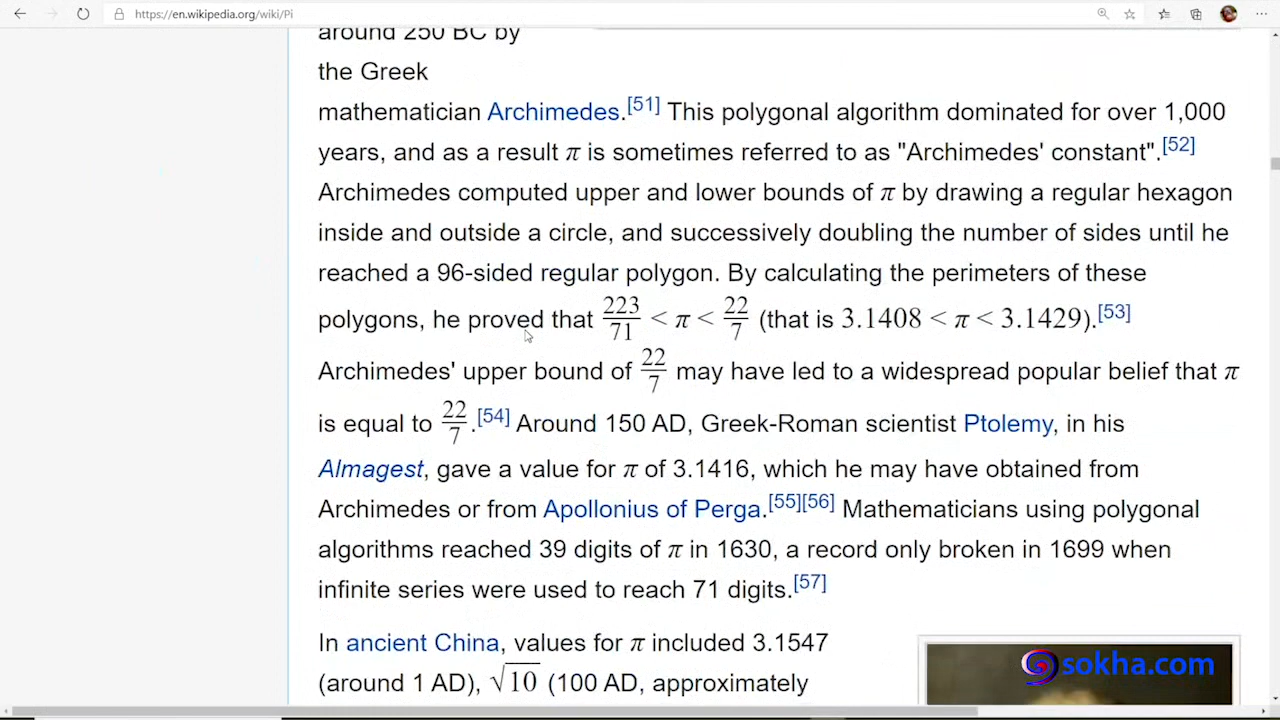 https://en.wikipedia.org/wiki/Pi
around 250 BC by
the Greek
mathematician Archimedes.[51] This polygonal algorithm dominated for over 1,000
years, and as a result π is sometimes referred to as "Archimedes' constant".[52]
Archimedes computed upper and lower bounds of π by drawing a regular hexagon
inside and outside a circle, and successively doubling the number of sides until he
reached a 96-sided regular polygon. By calculating the perimeters of these
polygons, he proved that 223/71 < π < 22/7 (that is 3.1408 < π < 3.1429).[53]
Archimedes' upper bound of 22/7 may have led to a widespread popular belief that π
is equal to 22/7.[54] Around 150 AD, Greek-Roman scientist Ptolemy, in his
Almagest, gave a value for π of 3.1416, which he may have obtained from
Archimedes or from Apollonius of Perga.[55][56] Mathematicians using polygonal
algorithms reached 39 digits of π in 1630, a record only broken in 1699 when
infinite series were used to reach 71 digits.[57]
In ancient China, values for π included 3.1547
(around 1 AD), √10 (100 AD, approximately
sokha.com